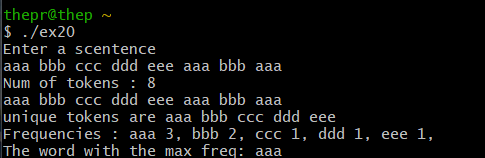 thepr@thep ~
$ ./ex20
Enter a scentence
aaa bbb ccc ddd eee aaa bbb aaa
Num of tokens : 8
aaa bbb ccc ddd eee aaa bbb aaa
unique tokens are aaa bbb ccc ddd eee
Frequencies : aaa 3, bbb 2, ccc 1, ddd 1, eee 1,
The word with the max freq: aaa